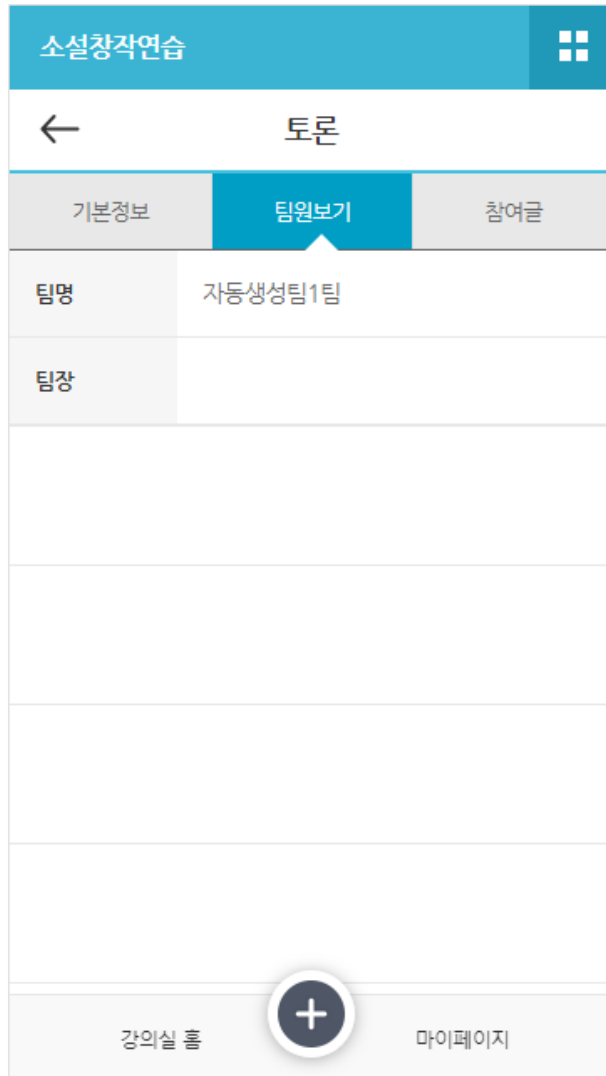 소설창작연습
토론
기본정보 팀원보기 참여글
팀명 자동생성팀1팀
팀장
강의실 홈 마이페이지